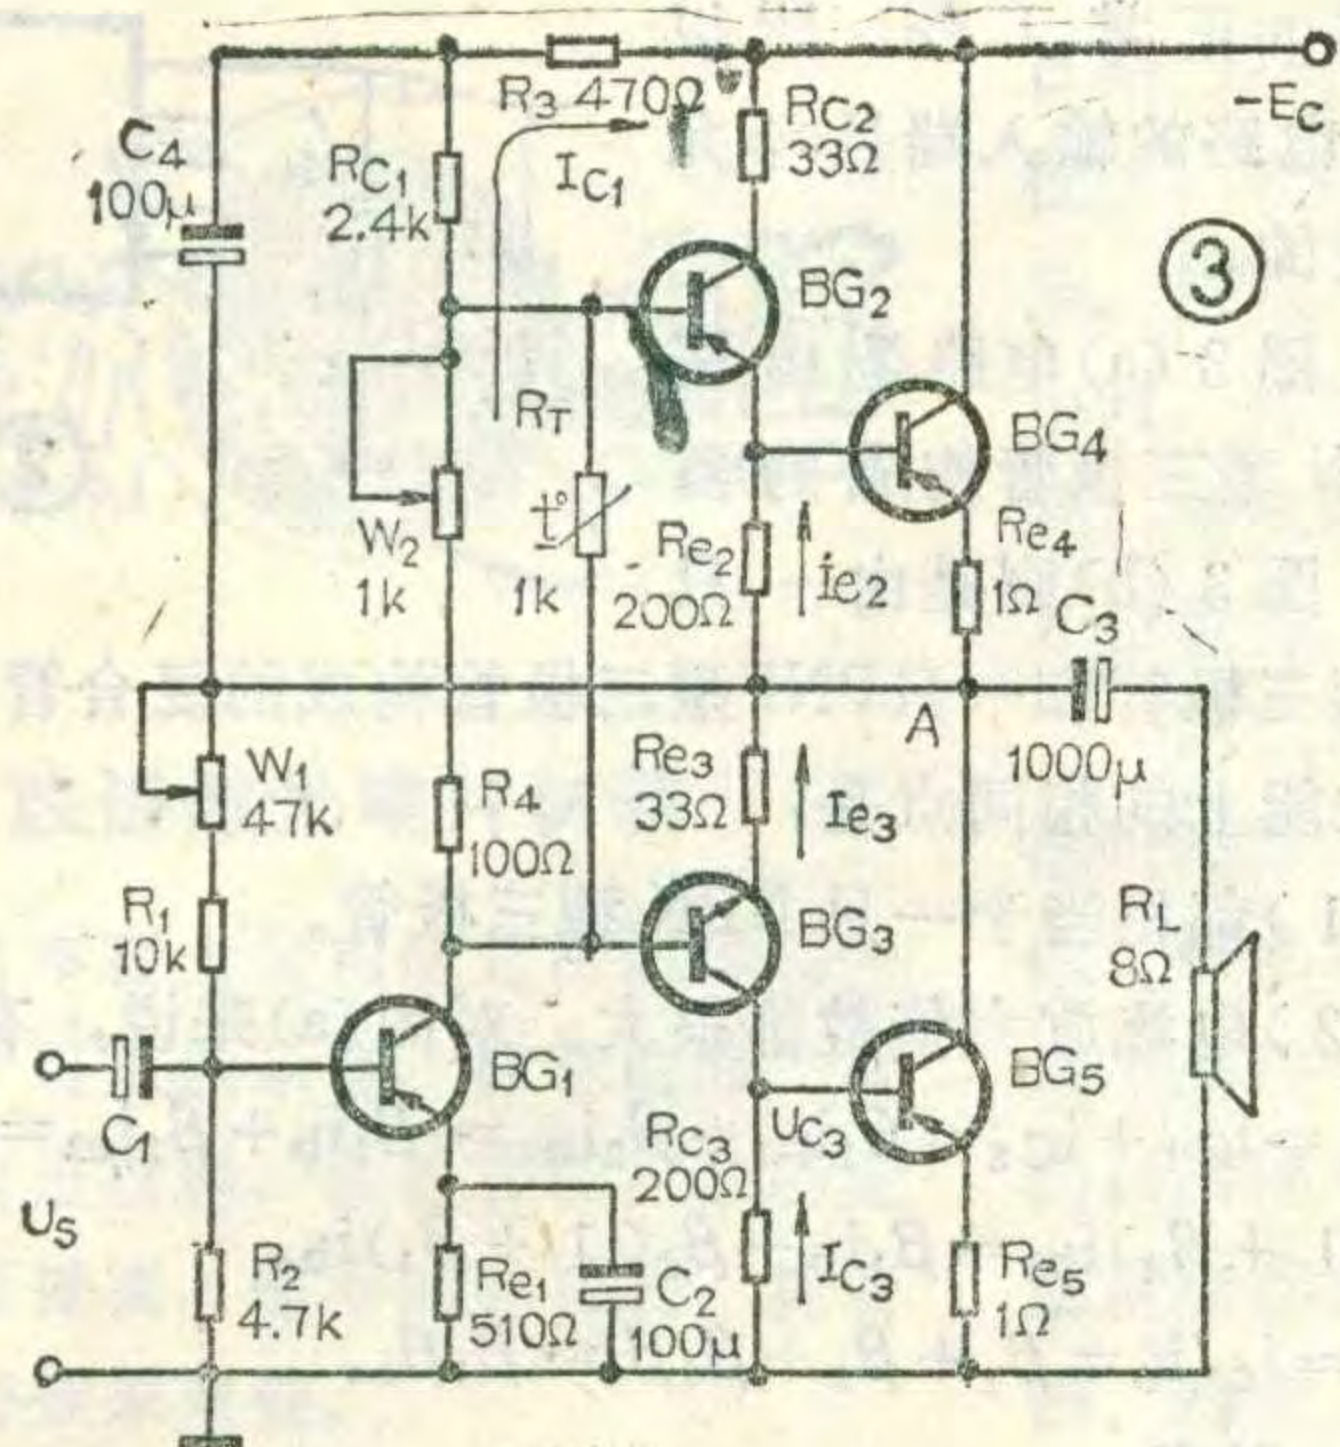 R3 470Ω
-EC
C4
100μ
RC1
2.4k
IC1
RC2
33Ω
③
BG2
RT
BG4
W2
1k
t°
1k
Re2
200Ω
ie2
Re4
1Ω
C3
A
1000μ
W1
47k
R4
100Ω
Re3
33Ω
Ie3
R1
10k
BG3
RL
8Ω
C1
BG1
BG5
RC3
200Ω
UC3
U5
R2
4.7k
Re1
510Ω
C2
100μ
IC3
Re5
1Ω